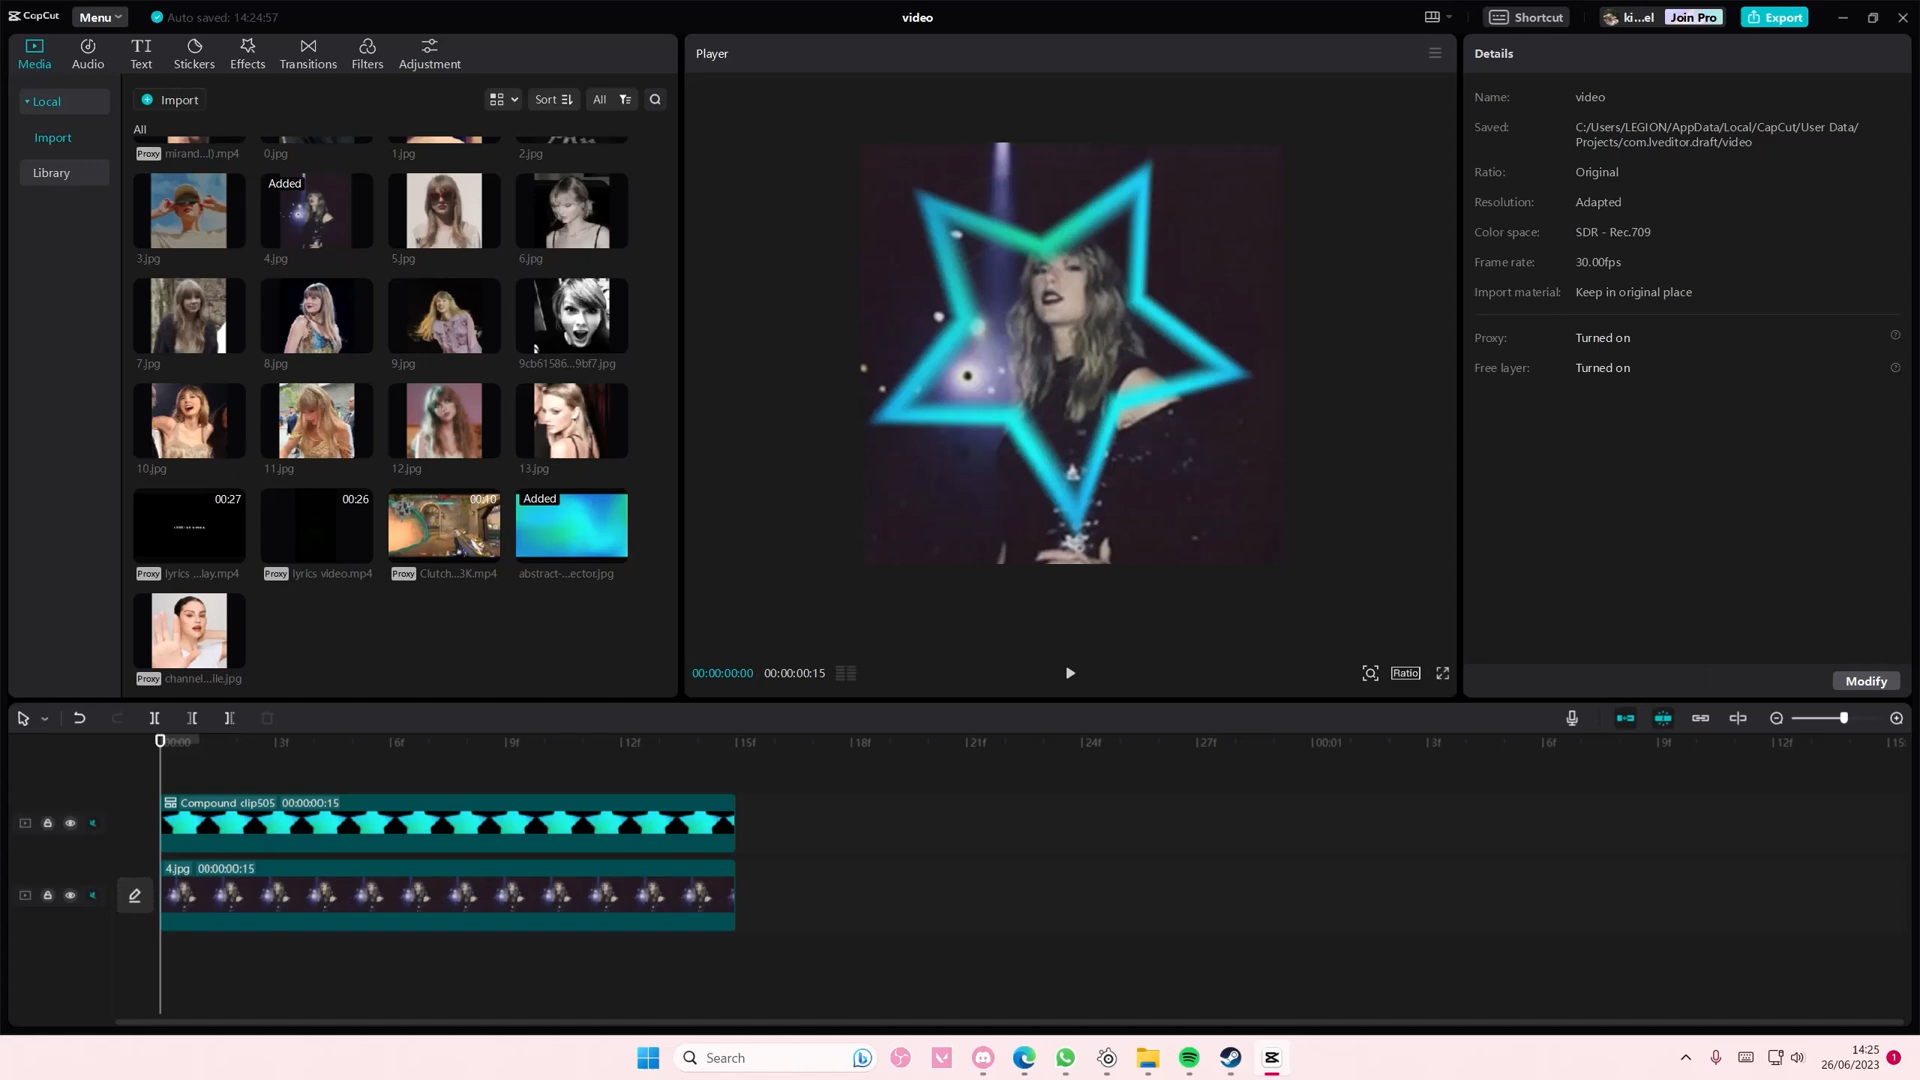 CapCut
Menu
Auto saved: 14:24:57
video
Shortcut
ki...el
Join Pro
Export
Media
Audio
TI
Text
Stickers
Effects
Transitions
Filters
Adjustment
Player
Details
Local
Import
Sort
All
Import
Library
All
Proxy mirand...l).mp4
0.jpg
1.jpg
2.jpg
Added
3.jpg
4.jpg
5.jpg
6.jpg
7.jpg
8.jpg
9.jpg
9cb61586...9bf7.jpg
10.jpg
11.jpg
12.jpg
13.jpg
00:27
00:26
00:10
Added
Proxy lyrics ...lay.mp4
Proxy lyrics video.mp4
Proxy Clutch...3K.mp4
abstract-...ector.jpg
Proxy channel...ile.jpg
00:00:00:00
00:00:00:15
Ratio
Name: video
Saved: C:/Users/LEGION/AppData/Local/CapCut/User Data/
Projects/com.lveditor.draft/video
Ratio: Original
Resolution: Adapted
Color space: SDR - Rec.709
Frame rate: 30.00fps
Import material: Keep in original place
Proxy: Turned on
Free layer: Turned on
Modify
00:00
3f
6f
9f
12f
15f
18f
21f
24f
27f
00:01
3f
6f
9f
12f
15
Compound clip505 00:00:00:15
4.jpg 00:00:00:15
Search
14:25
26/06/2023
1